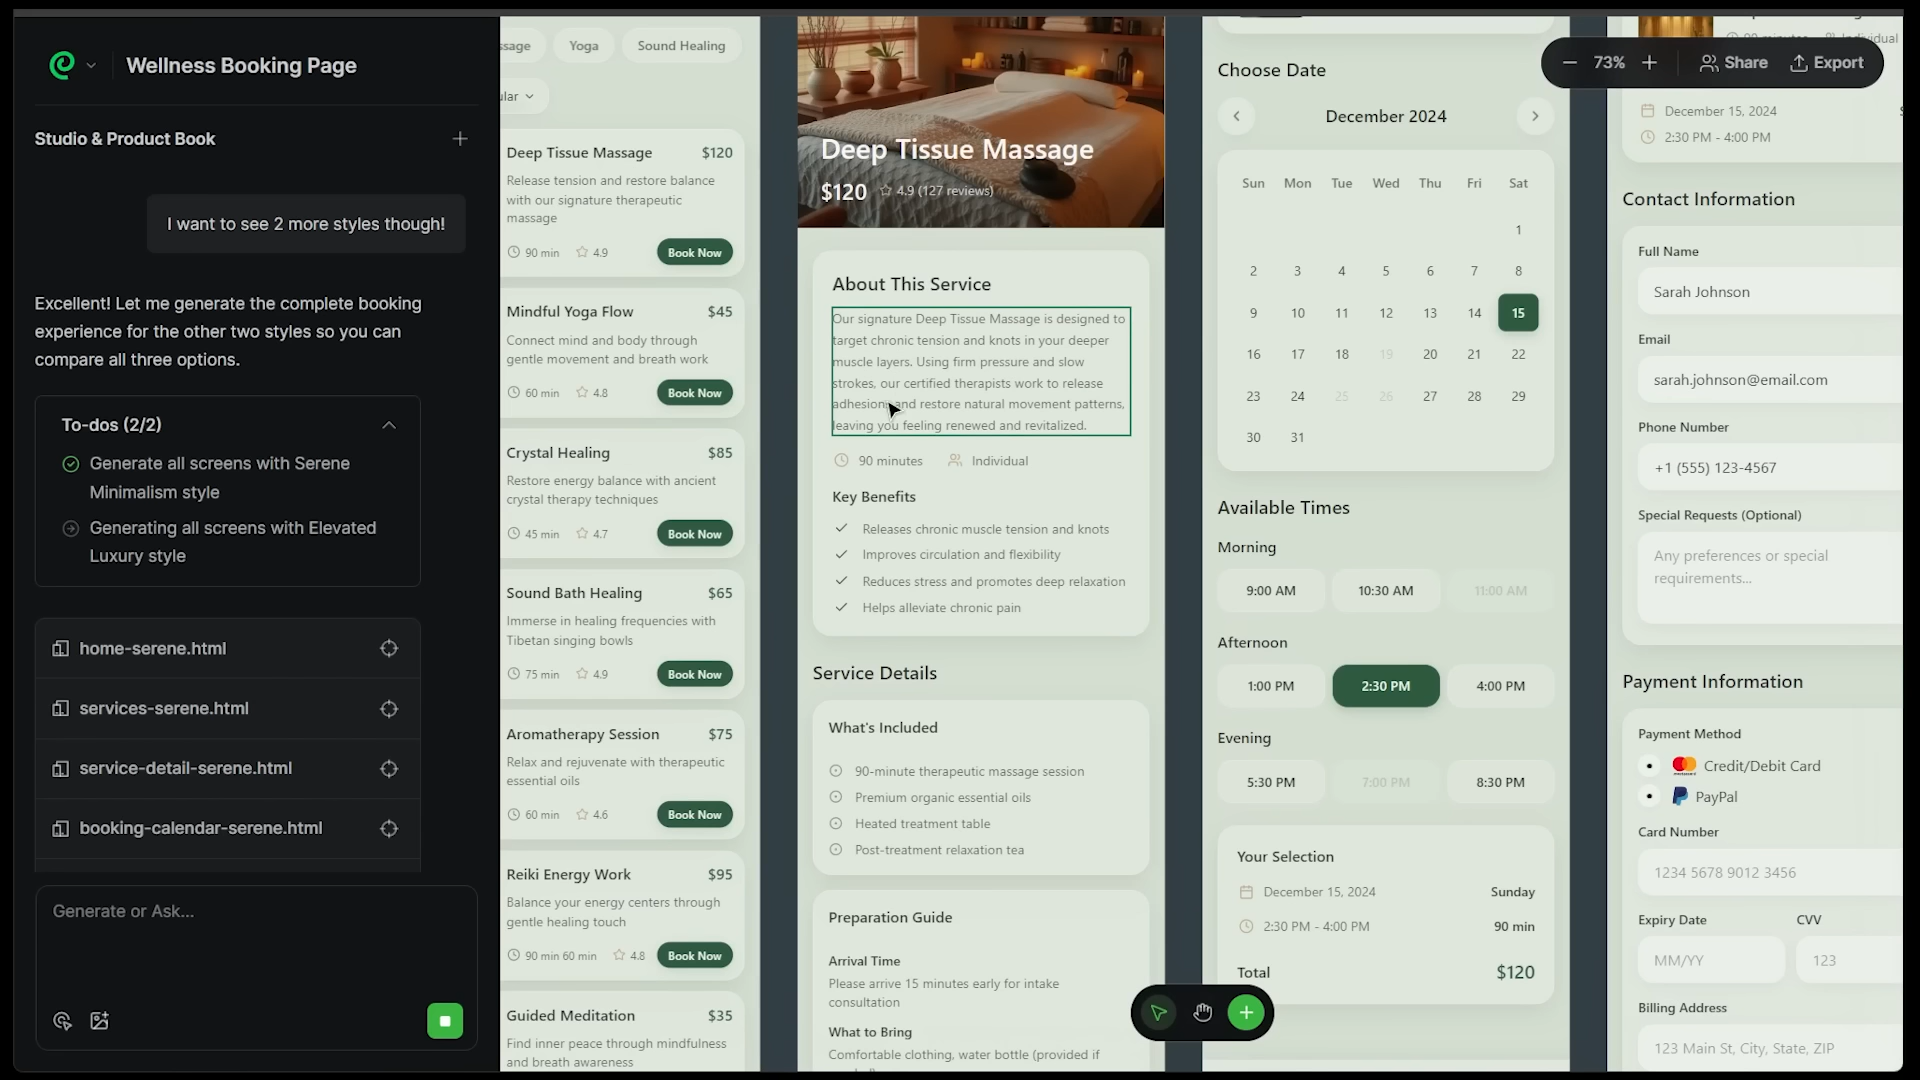 Wellness Booking Page
Studio & Product Book
I want to see 2 more styles though!
Excellent! Let me generate the complete booking
experience for the other two styles so you can
compare all three options.
To-dos (2/2)
Generate all screens with Serene
Minimalism style
Generating all screens with Elevated
Luxury style
home-serene.html
services-serene.html
service-detail-serene.html
booking-calendar-serene.html
Generate or Ask...
Yoga
Sound Healing
Deep Tissue Massage $120
Release tension and restore balance
with our signature therapeutic
massage
90 min 4.9 Book Now
Mindful Yoga Flow $45
Connect mind and body through
gentle movement and breath work
60 min 4.8 Book Now
Crystal Healing $85
Restore energy balance with ancient
crystal therapy techniques
45 min 4.7 Book Now
Sound Bath Healing $65
Immerse in healing frequencies with
Tibetan singing bowls
75 min 4.9 Book Now
Aromatherapy Session $75
Relax and rejuvenate with therapeutic
essential oils
60 min 4.6 Book Now
Reiki Energy Work $95
Balance your energy centers through
gentle healing touch
90 min 60 min 4.8 Book Now
Guided Meditation $35
Find inner peace through mindfulness
and breath awareness
Deep Tissue Massage
$120 4.9 (127 reviews)
About This Service
Our signature Deep Tissue Massage is designed to
target chronic tension and knots in your deeper
muscle layers. Using firm pressure and slow
strokes, our certified therapists work to release
adhesions and restore natural movement patterns,
leaving you feeling renewed and revitalized.
90 minutes Individual
Key Benefits
Releases chronic muscle tension and knots
Improves circulation and flexibility
Reduces stress and promotes deep relaxation
Helps alleviate chronic pain
Service Details
What's Included
90-minute therapeutic massage session
Premium organic essential oils
Heated treatment table
Post-treatment relaxation tea
Preparation Guide
Arrival Time
Please arrive 15 minutes early for intake
consultation
What to Bring
Comfortable clothing, water bottle (provided if
Choose Date
December 2024
Sun Mon Tue Wed Thu Fri Sat
1
2 3 4 5 6 7 8
9 10 11 12 13 14 15
16 17 18 19 20 21 22
23 24 25 26 27 28 29
30 31
Available Times
Morning
9:00 AM 10:30 AM 11:00 AM
Afternoon
1:00 PM 2:30 PM 4:00 PM
Evening
5:30 PM 7:00 PM 8:30 PM
Your Selection
December 15, 2024 Sunday
2:30 PM - 4:00 PM 90 min
Total $120
73% Share Export
December 15, 2024
2:30 PM - 4:00 PM
Contact Information
Full Name
Sarah Johnson
Email
sarah.johnson@email.com
Phone Number
+1 (555) 123-4567
Special Requests (Optional)
Any preferences or special
requirements...
Payment Information
Payment Method
Credit/Debit Card
PayPal
Card Number
1234 5678 9012 3456
Expiry Date CVV
MM/YY 123
Billing Address
123 Main St, City, State, ZIP